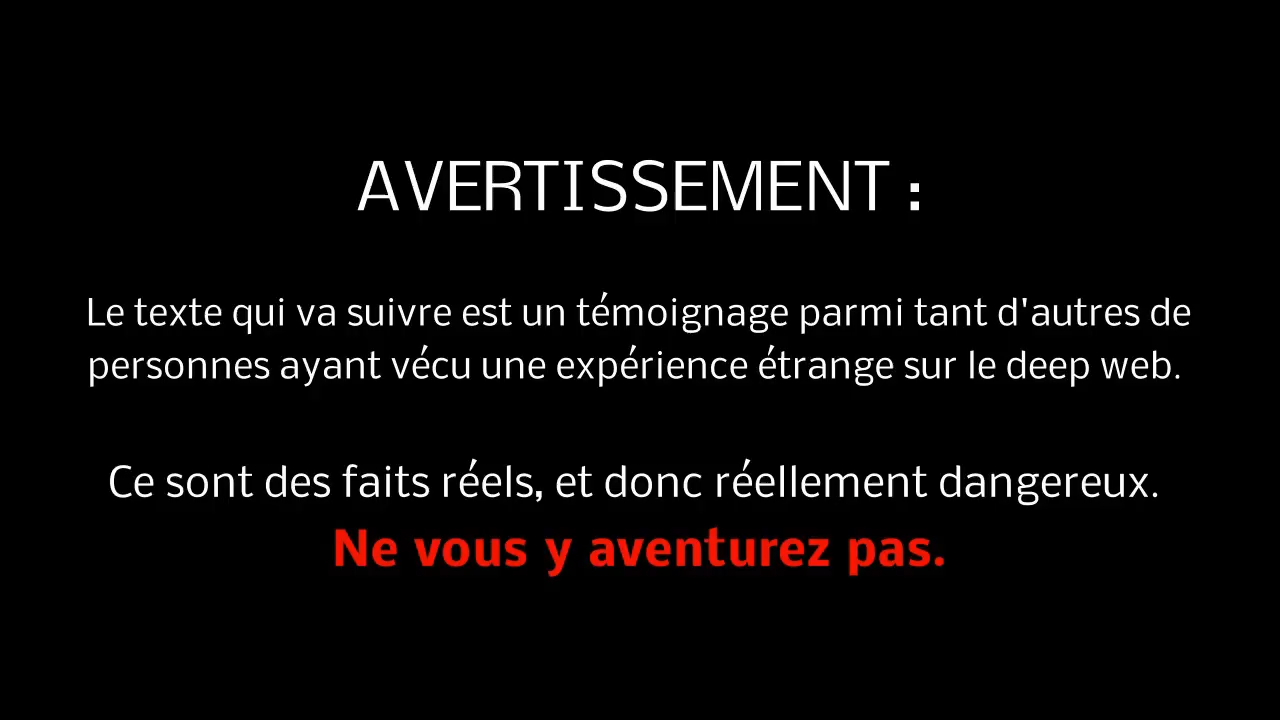 AVERTISSEMENT :
Le texte qui va suivre est un témoignage parmi tant d'autres de
personnes ayant vécu une expérience étrange sur le deep web.
Ce sont des faits réels, et donc réellement dangereux.
Ne vous y aventurez pas.